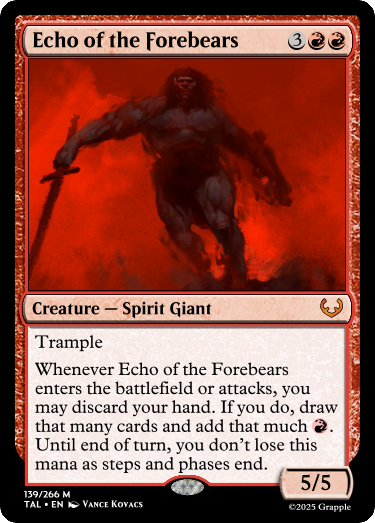 Echo of the Forebears 3
Creature — Spirit Giant
Trample
Whenever Echo of the Forebears
enters the battlefield or attacks, you
may discard your hand. If you do, draw
that many cards and add that much .
Until end of turn, you don't lose this
mana as steps and phases end.
5/5
139/266 M
TAL • EN Vance Kovacs
©2025 Grapple